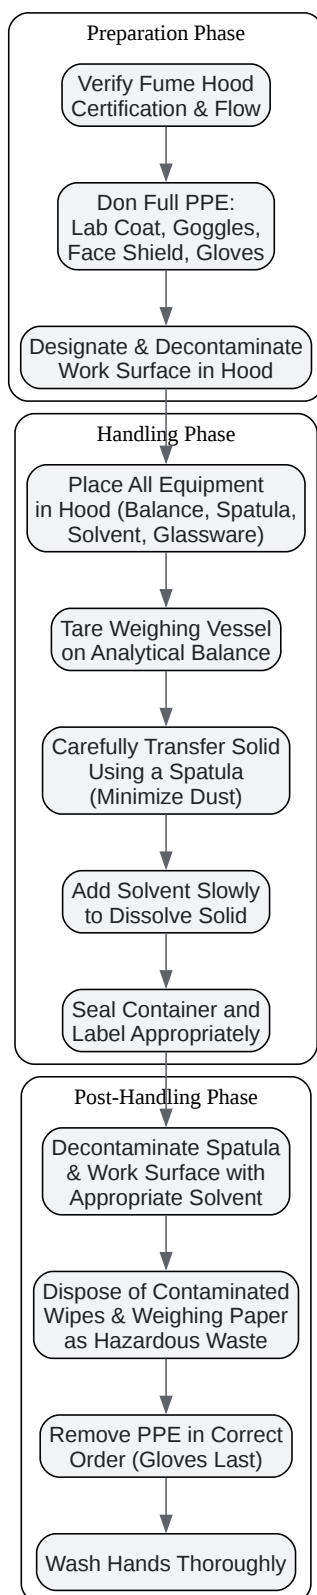 Preparation Phase
Verify Fume Hood
Certification & Flow
Don Full PPE:
Lab Coat, Goggles,
Face Shield, Gloves
Designate & Decontaminate
Work Surface in Hood
Handling Phase
Place All Equipment
in Hood (Balance, Spatula,
Solvent, Glassware)
Tare Weighing Vessel
on Analytical Balance
Carefully Transfer Solid
Using a Spatula
(Minimize Dust)
Add Solvent Slowly
to Dissolve Solid
Seal Container and
Label Appropriately
Post-Handling Phase
Decontaminate Spatula
& Work Surface with
Appropriate Solvent
Dispose of Contaminated
Wipes & Weighing Paper
as Hazardous Waste
Remove PPE in Correct
Order (Gloves Last)
Wash Hands Thoroughly